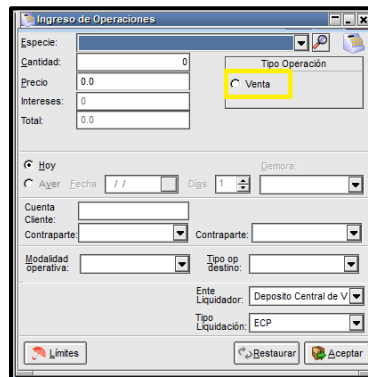 Ingreso de Operaciones
Especie:
Cantidad: 0
Tipo Operación
Precio 0.0
Venta
Intereses: 0
Total: 0.0
Hoy Demora:
Ayer Fecha: / / Días: 1
Cuenta Cliente:
Contraparte: Contraparte:
Modalidad operativa: Tipo op destino:
Ente Liquidador: Deposito Central de V
Tipo Liquidación: ECP
Límites Restaurar Aceptar